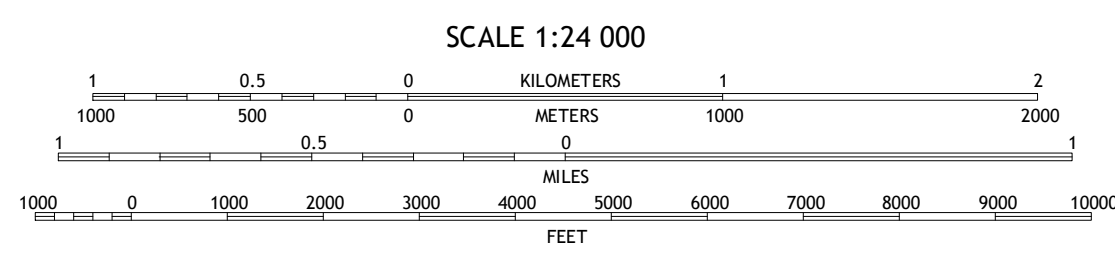 SCALE 1:24 000
1 0.5 0 KILOMETERS 1 2
1000 500 0 METERS 1000 2000
1 0.5 0 1
MILES
1000 0 1000 2000 3000 4000 5000 6000 7000 8000 9000 10000
FEET